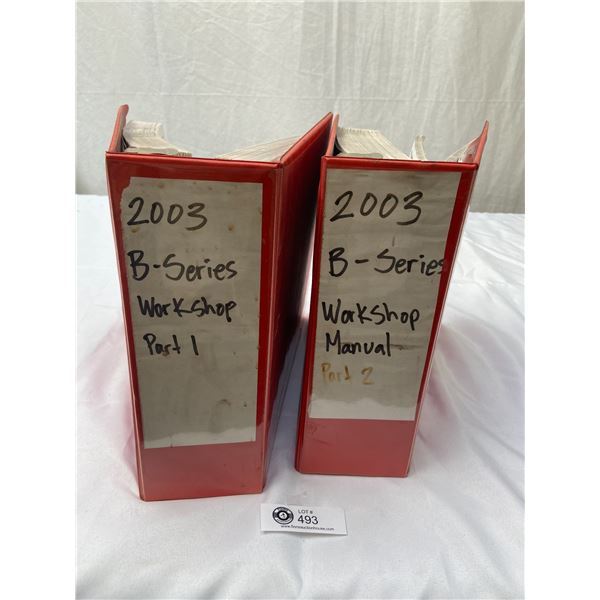 2003
B-Series
Workshop
Part 1
2003
B-Series
Workshop
Manual
Part 2
LOT #
493